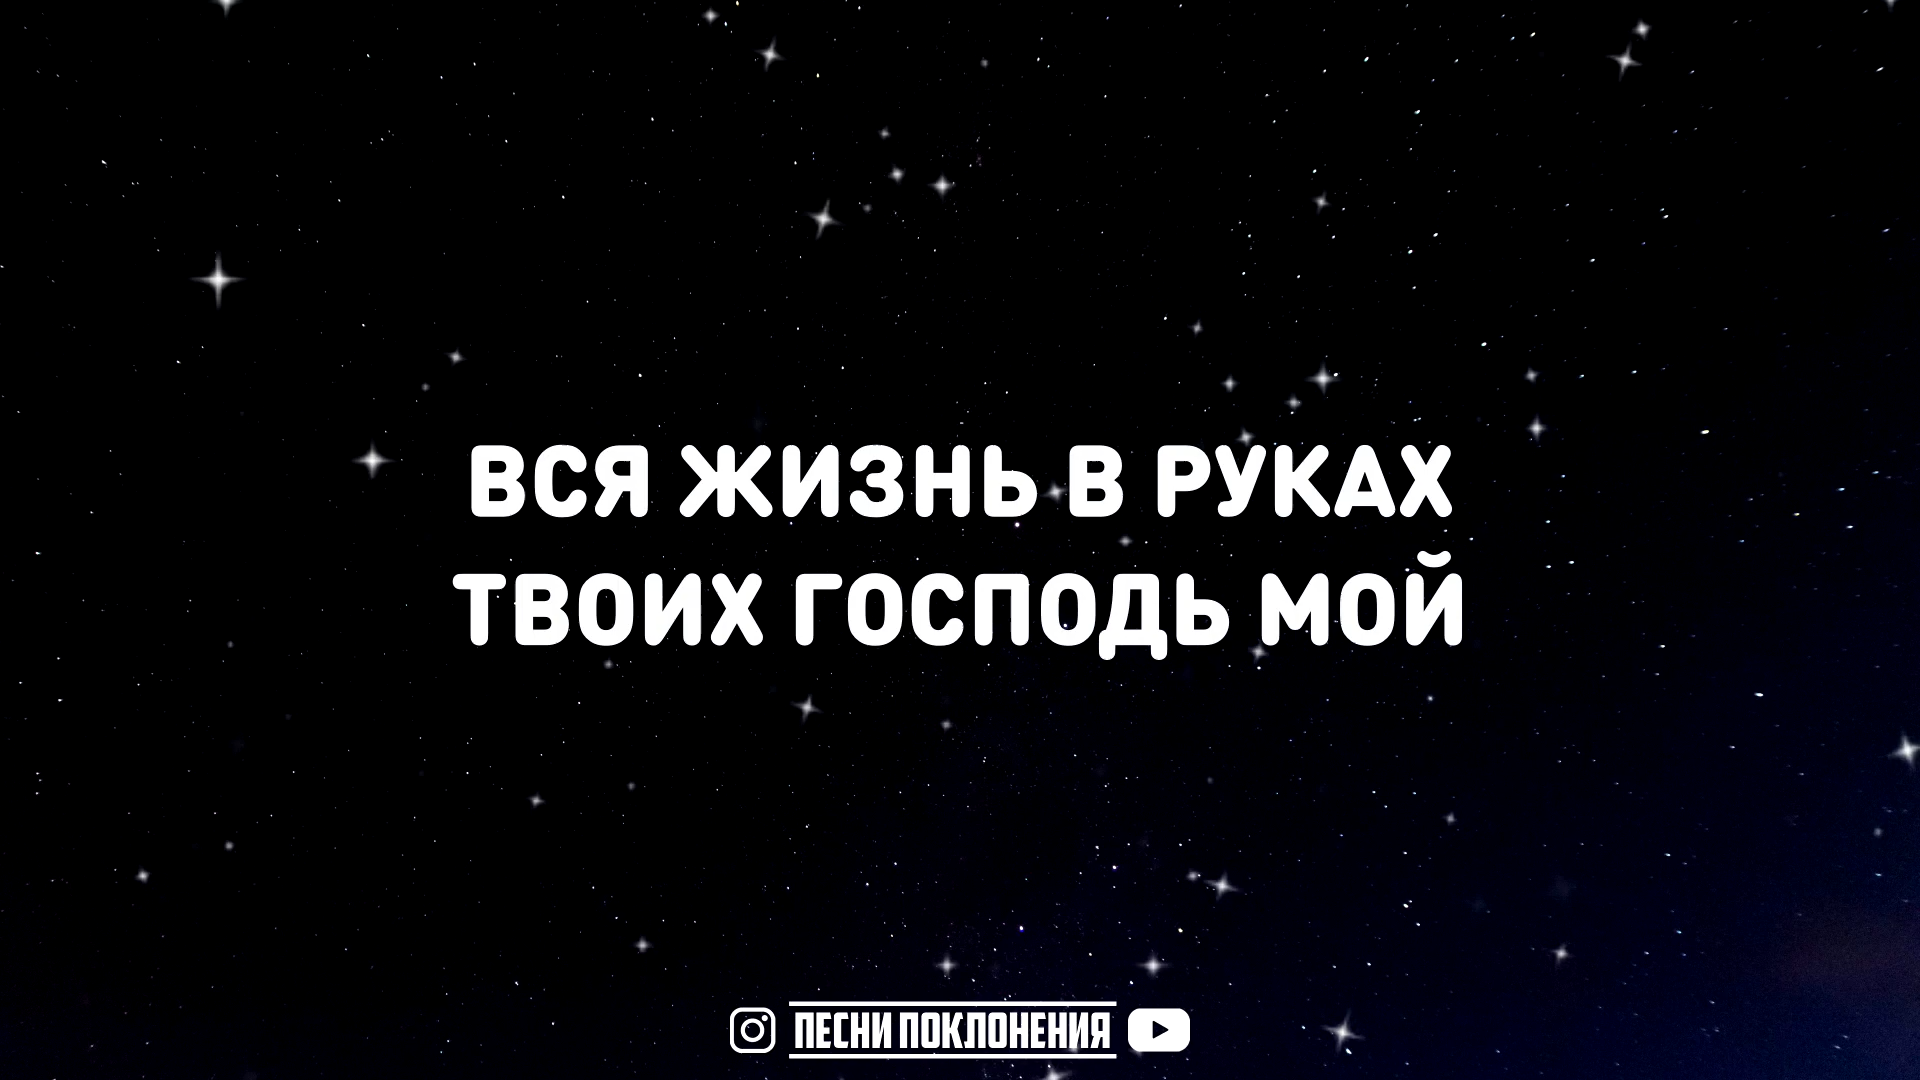 ВСЯ ЖИЗНЬ В РУКАХ
ТВОИХ ГОСПОДЬ МОЙ
ПЕСНИ ПОКЛОНЕНИЯ